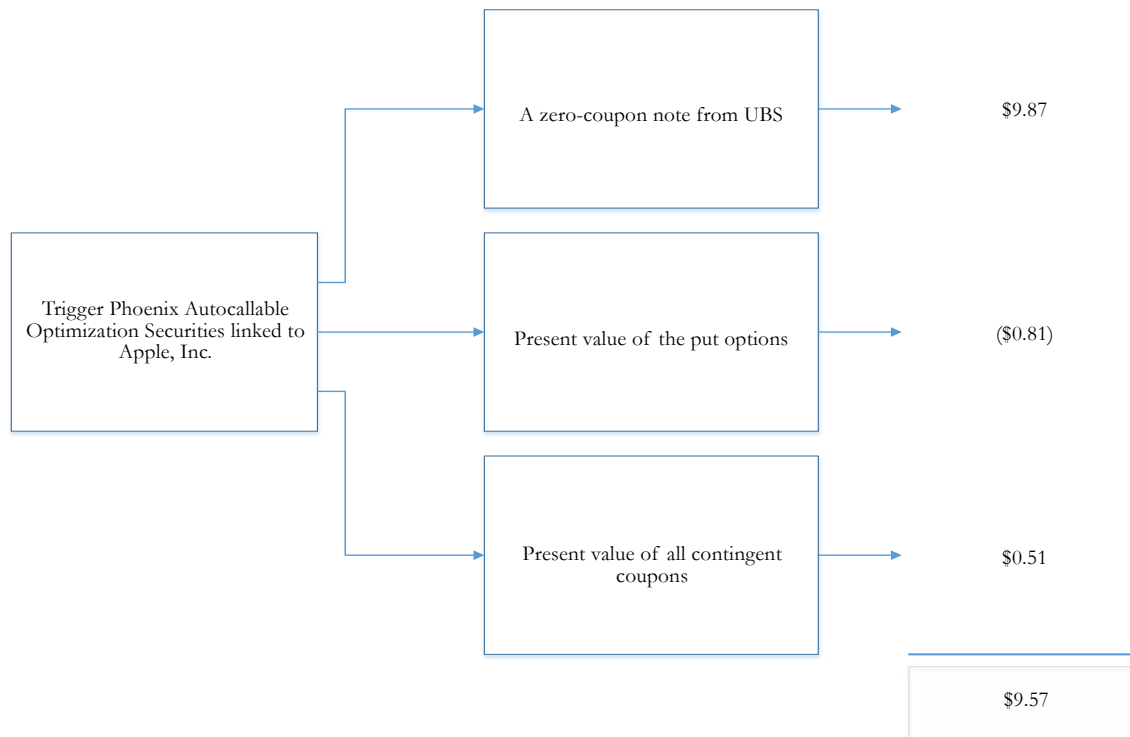 A zero-coupon note from UBS
$9.87
Trigger Phoenix Autocallable
Optimization Securities linked to
Apple, Inc.
Present value of the put options
($0.81)
Present value of all contingent
coupons
$0.51
$9.57